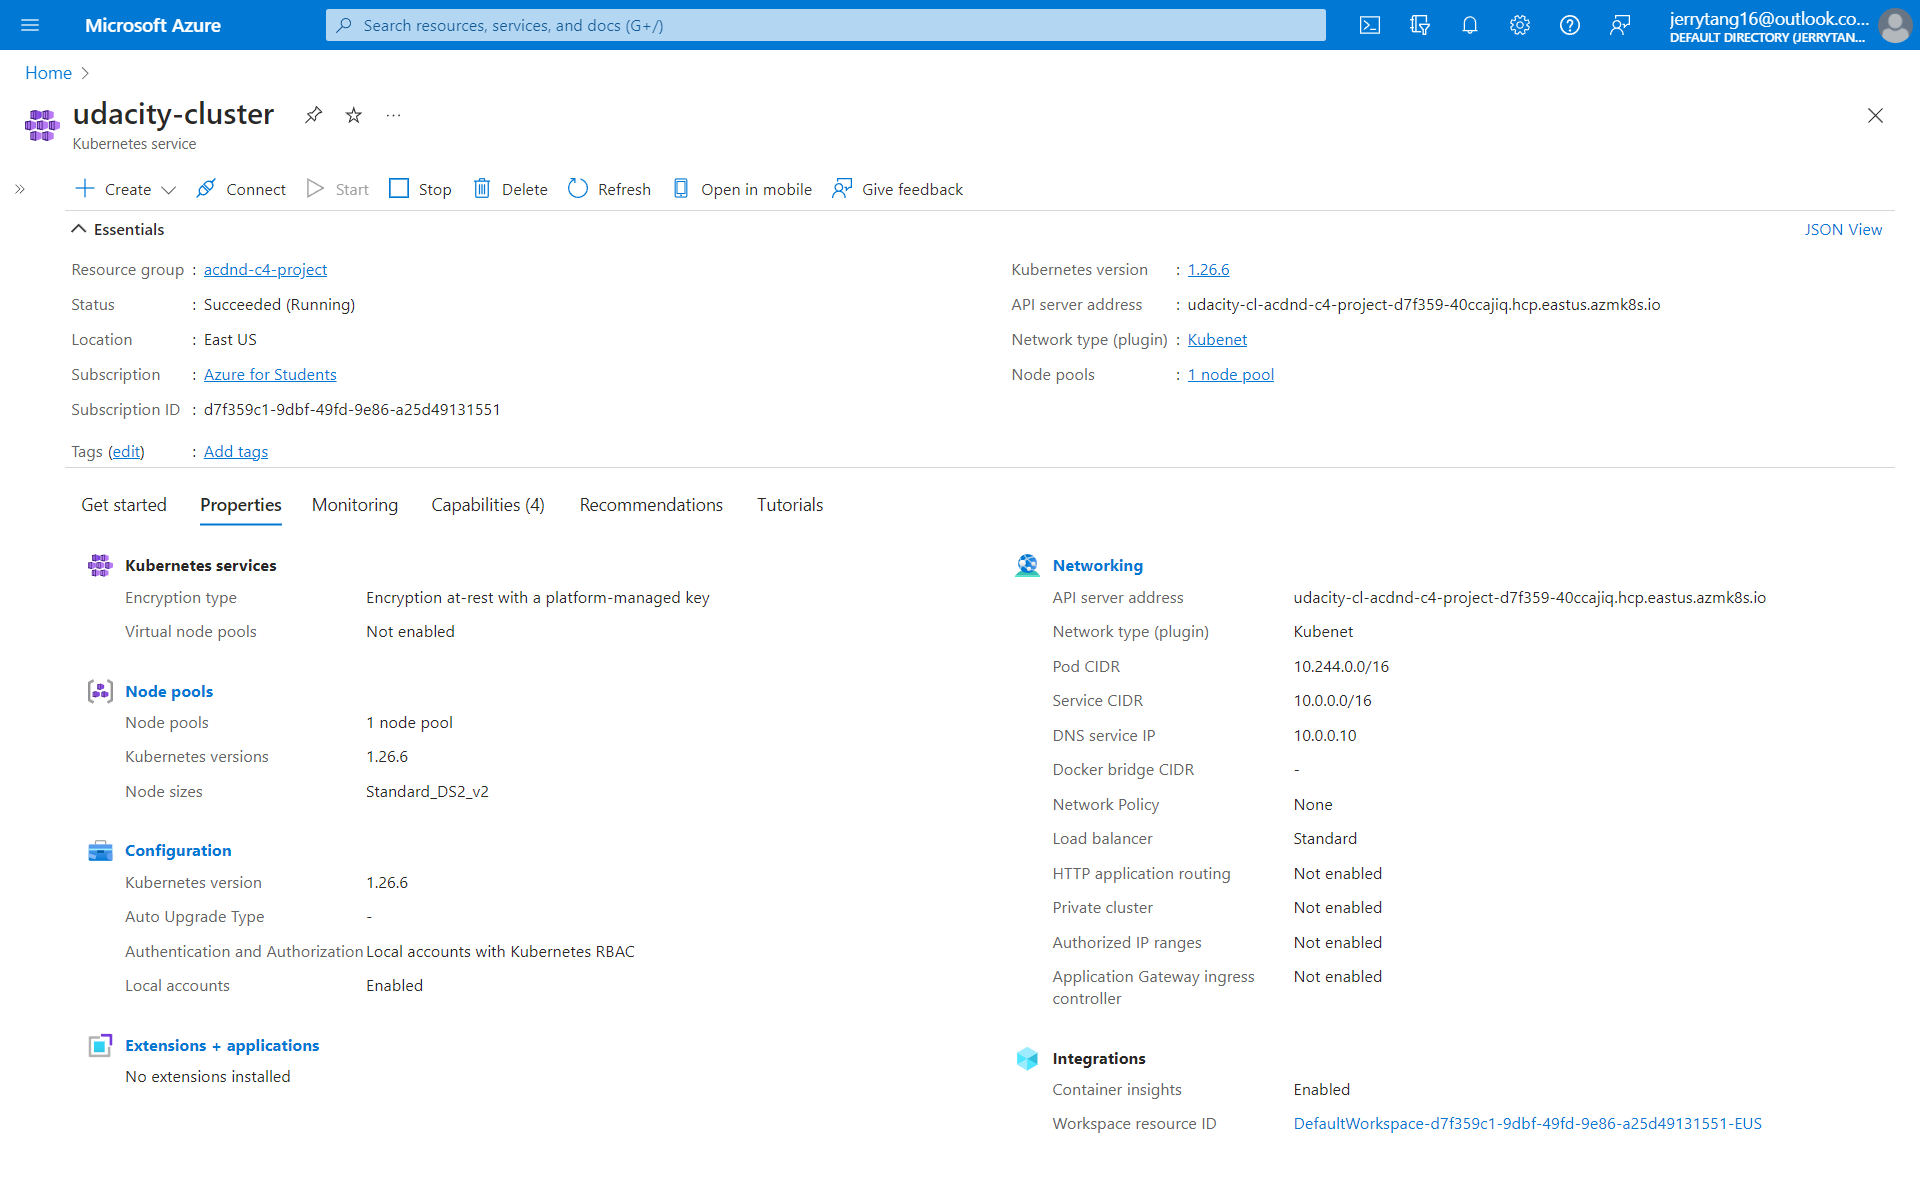 Microsoft Azure
Search resources, services, and docs (G+/)
jerrytang16@outlook.co...
DEFAULT DIRECTORY (JERRYTAN...
Home
udacity-cluster
Kubernetes service
Create
Connect
Start
Stop
Delete
Refresh
Open in mobile
Give feedback
Essentials
JSON View
Resource group : acdnd-c4-project
Status : Succeeded (Running)
Location : East US
Subscription : Azure for Students
Subscription ID : d7f359c1-9dbf-49fd-9e86-a25d49131551
Tags (edit) : Add tags
Kubernetes version : 1.26.6
API server address : udacity-cl-acdnd-c4-project-d7f359-40ccajiq.hcp.eastus.azmk8s.io
Network type (plugin) : Kubenet
Node pools : 1 node pool
Get started
Properties
Monitoring
Capabilities (4)
Recommendations
Tutorials
Kubernetes services
Encryption type Encryption at-rest with a platform-managed key
Virtual node pools Not enabled
Node pools
Node pools 1 node pool
Kubernetes versions 1.26.6
Node sizes Standard_DS2_v2
Configuration
Kubernetes version 1.26.6
Auto Upgrade Type -
Authentication and Authorization Local accounts with Kubernetes RBAC
Local accounts Enabled
Extensions + applications
No extensions installed
Networking
API server address udacity-cl-acdnd-c4-project-d7f359-40ccajiq.hcp.eastus.azmk8s.io
Network type (plugin) Kubenet
Pod CIDR 10.244.0.0/16
Service CIDR 10.0.0.0/16
DNS service IP 10.0.0.10
Docker bridge CIDR -
Network Policy None
Load balancer Standard
HTTP application routing Not enabled
Private cluster Not enabled
Authorized IP ranges Not enabled
Application Gateway ingress Not enabled
controller
Integrations
Container insights Enabled
Workspace resource ID DefaultWorkspace-d7f359c1-9dbf-49fd-9e86-a25d49131551-EUS